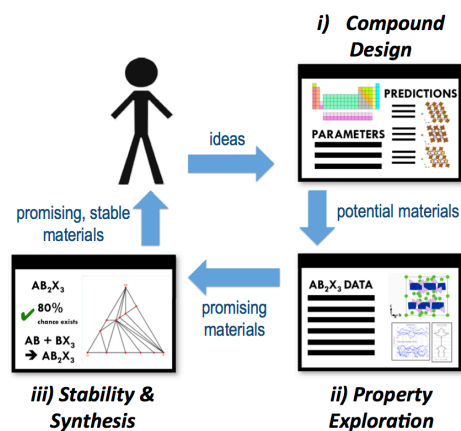 i) Compound
Design
PREDICTIONS
PARAMETERS
ideas
potential materials
promising, stable
materials
AB₂X₃
✔ 80%
chance exists
AB + BX₃
➔ AB₂X₃
promising
materials
AB₂X₃ DATA
iii) Stability &
Synthesis
ii) Property
Exploration